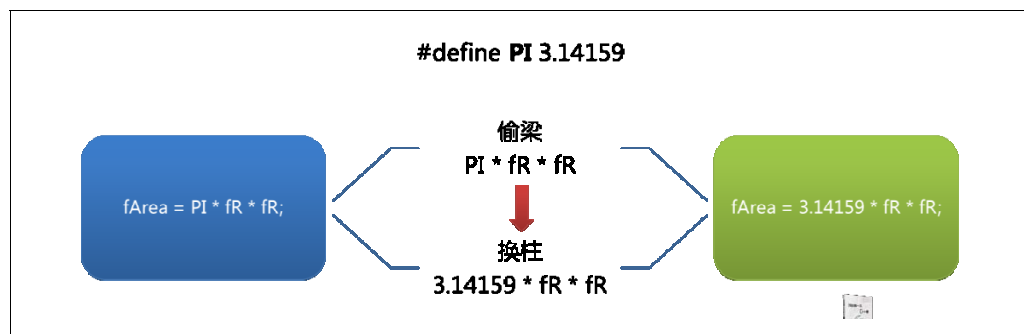 #define PI 3.14159
偷梁
PI * fR * fR
fArea = PI * fR * fR;
fArea = 3.14159 * fR * fR;
换柱
3.14159 * fR * fR